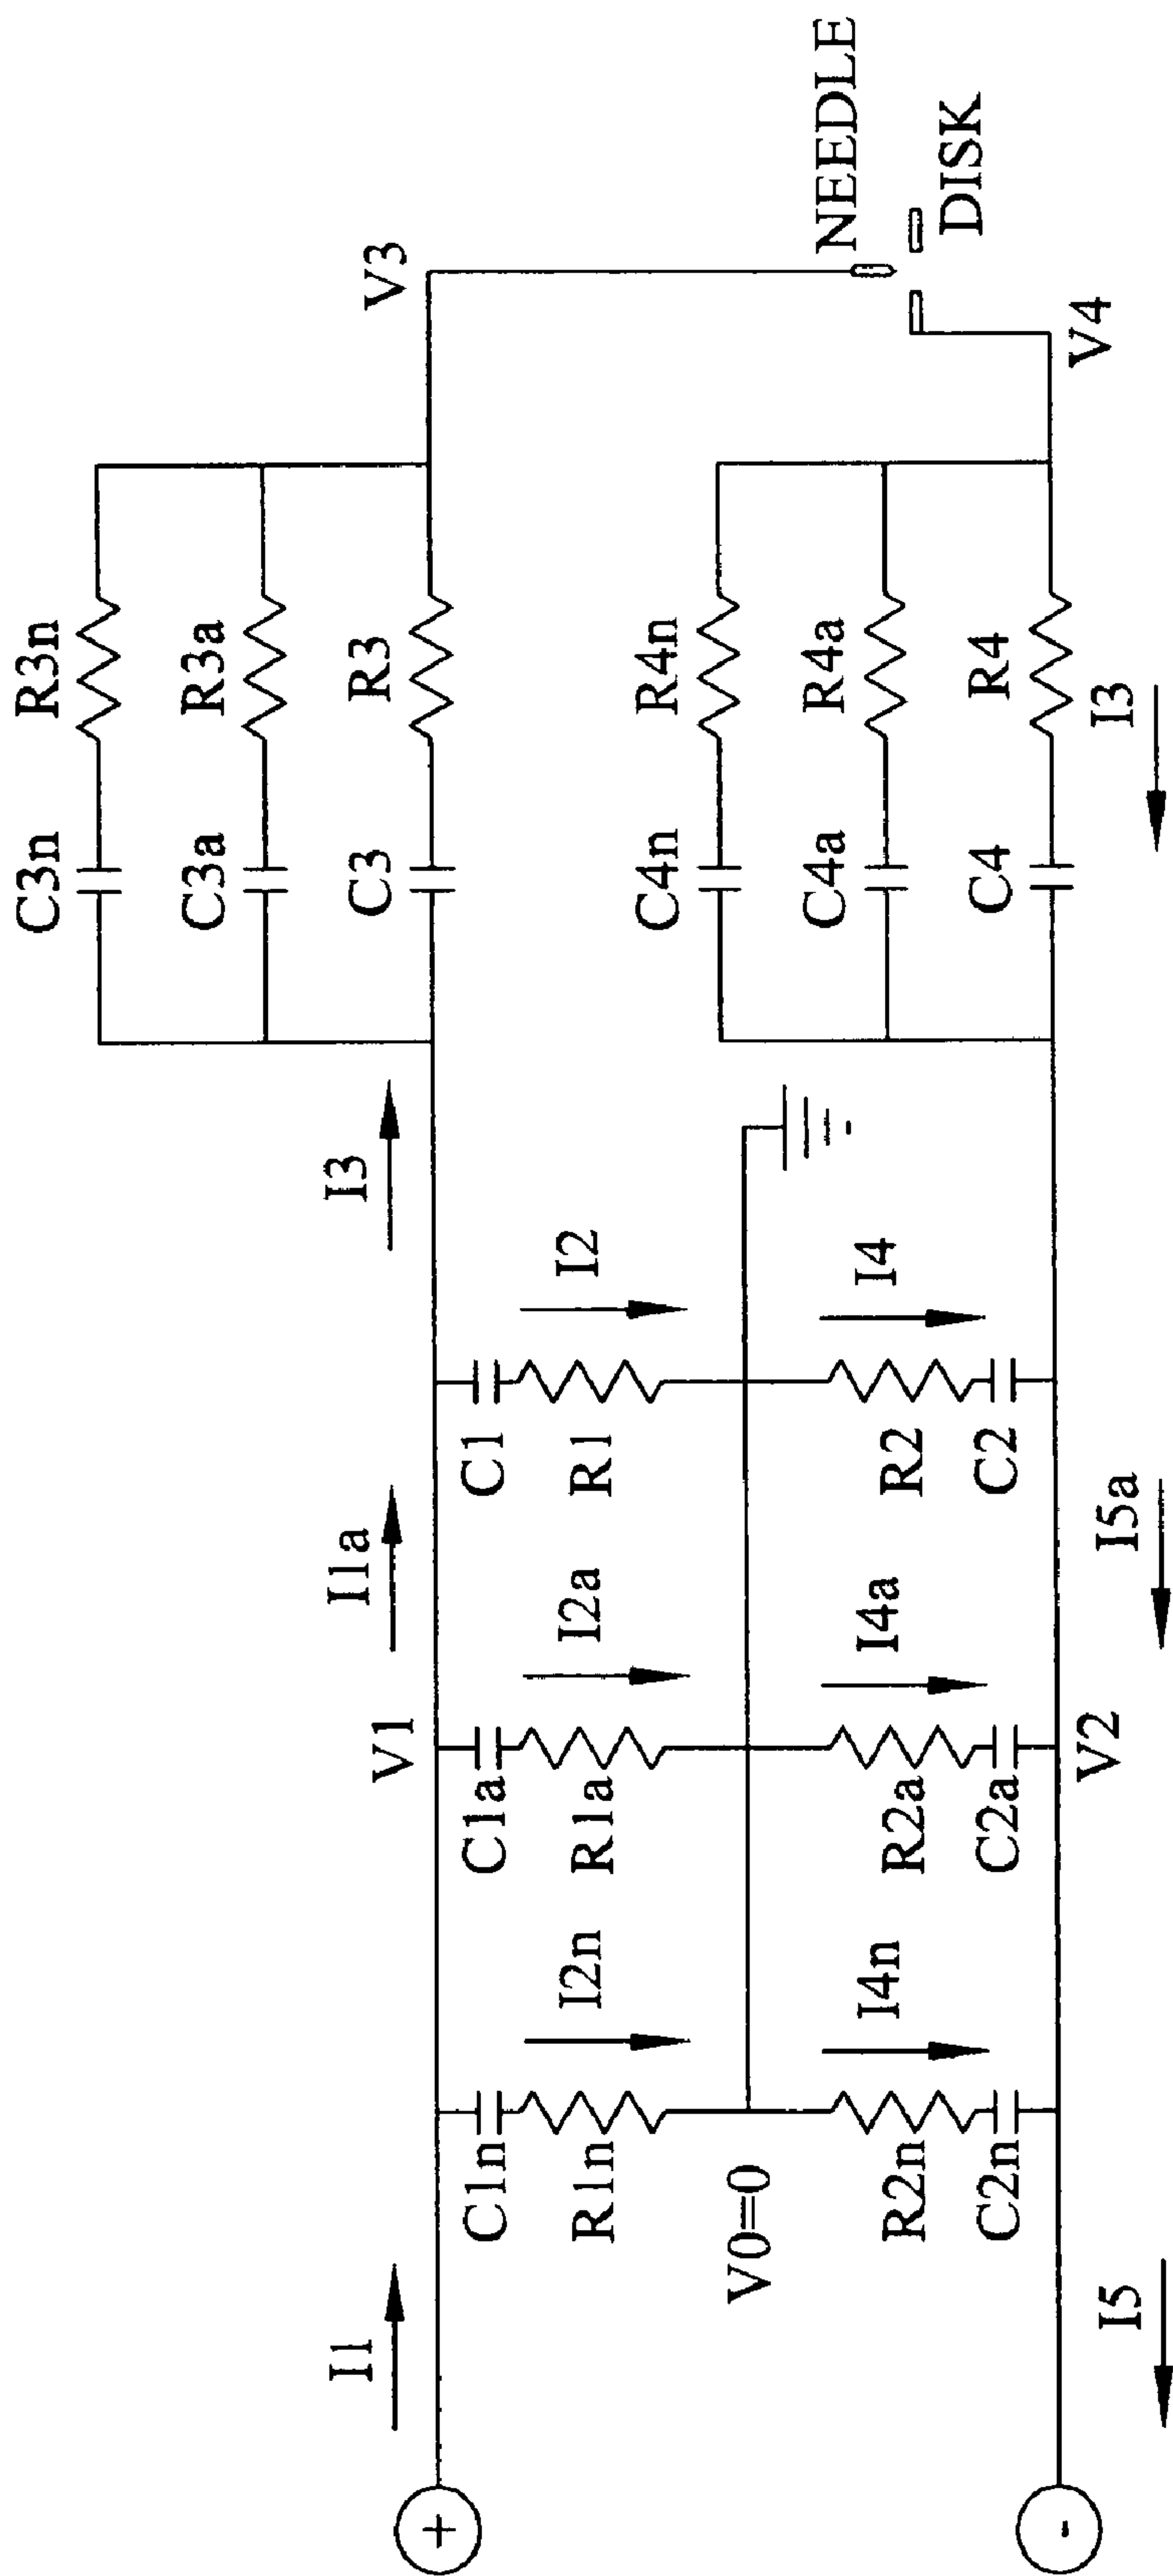 C3n R3n
C3a R3a
V3
I1 I1a I3
C3 R3
V1
C1n C1a C1
I2n I2a I2
R1n R1a R1
C4n R4n
V0=0
NEEDLE
C4a R4a
I4n I4a I4
R2n R2a R2
DISK
C2n C2a C2
C4 R4
V2
V4
I5 I5a I3
+
-